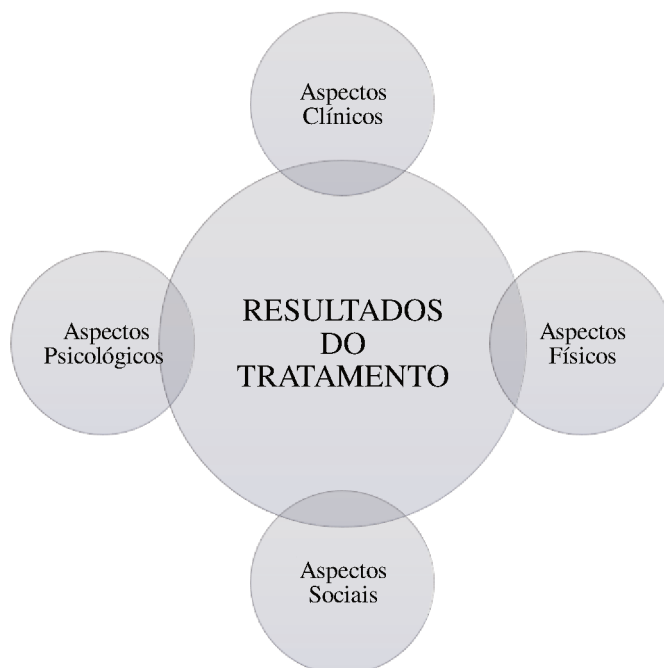 Aspectos
Clínicos
Aspectos
Psicológicos
RESULTADOS
DO
TRATAMENTO
Aspectos
Físicos
Aspectos
Sociais